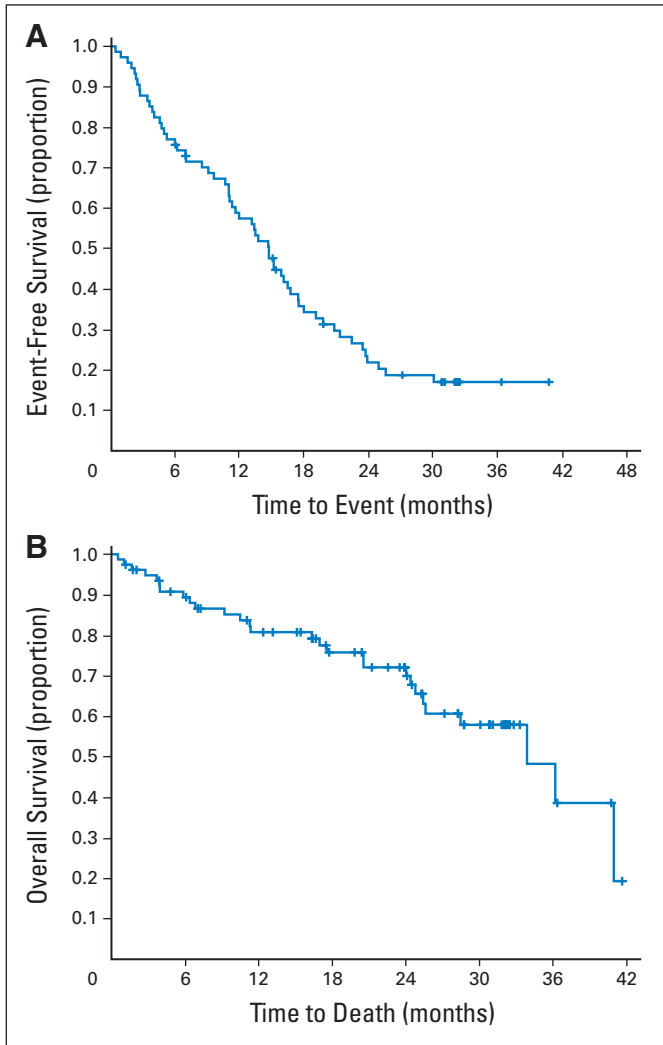 A
1.0
0.9
0.8
0.7
0.6
0.5
0.4
0.3
0.2
0.1
Event-Free Survival (proportion)
0 6 12 18 24 30 36 42 48
Time to Event (months)
B
1.0
0.9
0.8
0.7
0.6
0.5
0.4
0.3
0.2
0.1
Overall Survival (proportion)
0 6 12 18 24 30 36 42
Time to Death (months)